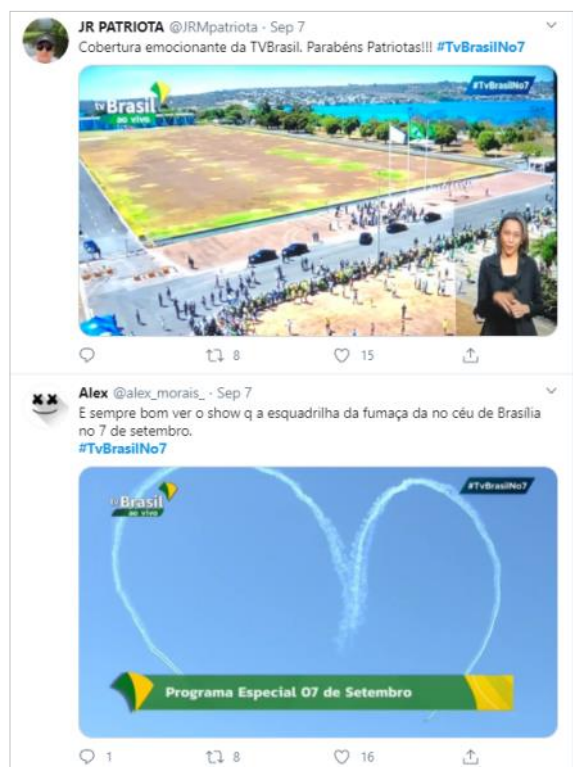 JR PATRIOTA @JRMpatriota · Sep 7
Cobertura emocionante da TVBrasil. Parabéns Patriotas!!! #TvBrasilNo7
tv Brasil
ao vivo
#TvBrasilNo7
8 15
Alex @alex_morais_ · Sep 7
E sempre bom ver o show q a esquadrilha da fumaça da no céu de Brasília
no 7 de setembro.
#TvBrasilNo7
tv Brasil
ao vivo
#TvBrasilNo7
Programa Especial 07 de Setembro
1 8 16